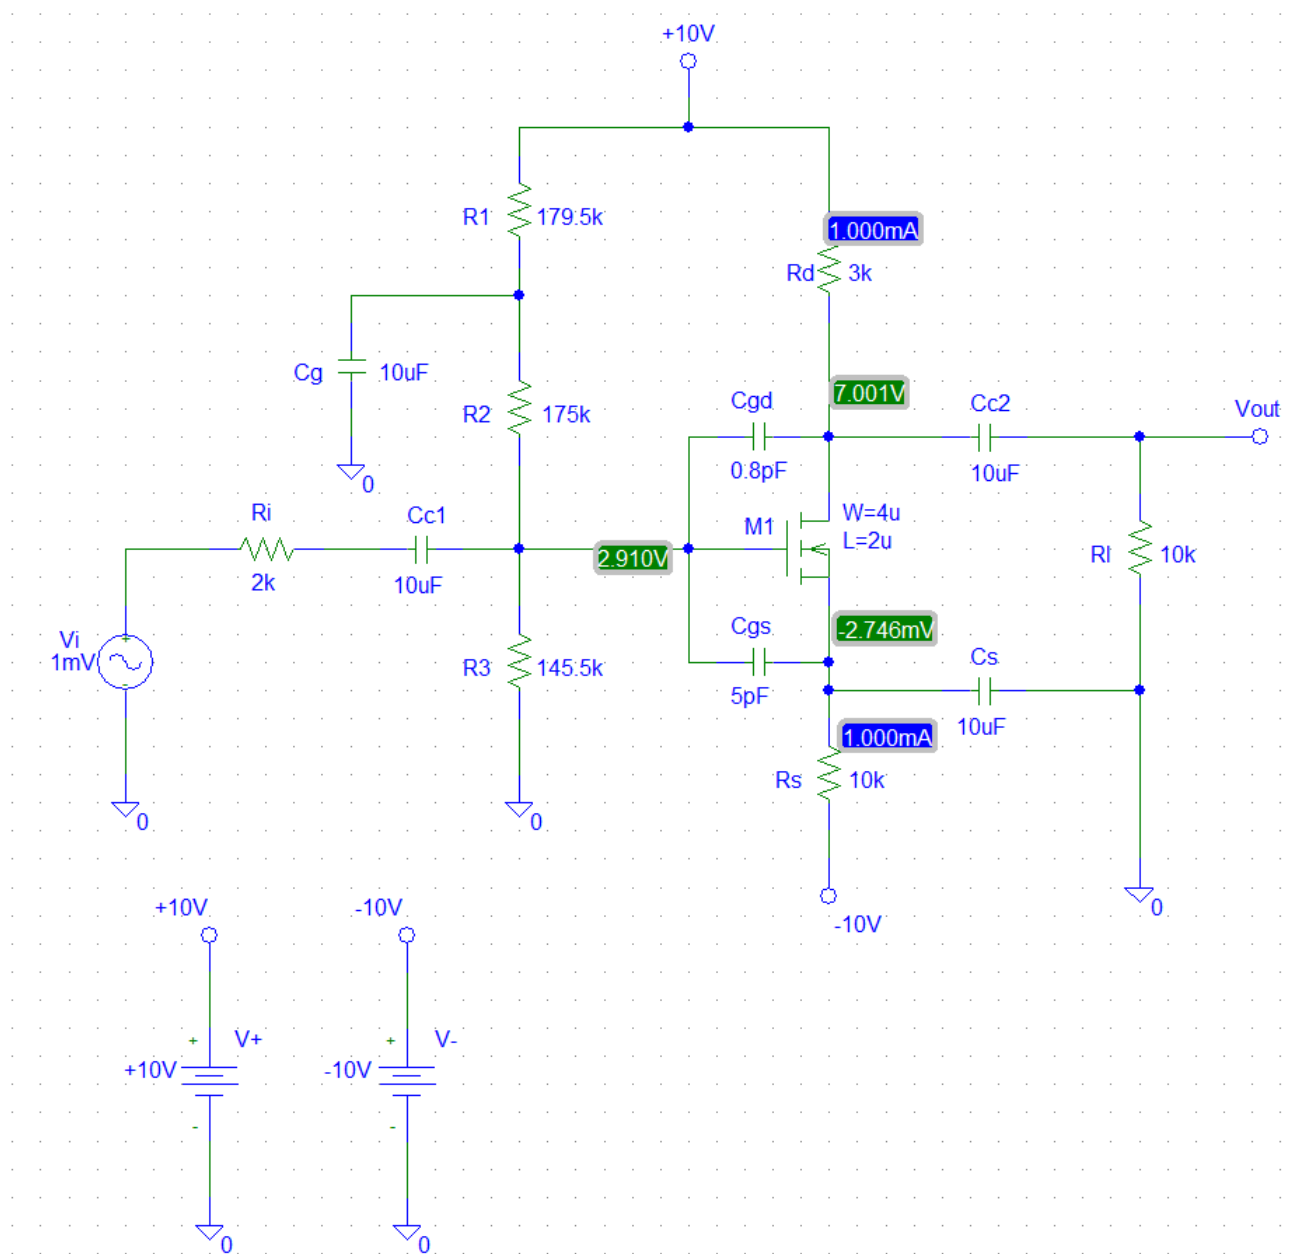 +10V
R1
179.5k
1.000mA
Rd
3k
Cg
10uF
R2
175k
7.001V
Cgd
0.8pF
Cc2
10uF
Vout
0
Ri
2k
Cc1
10uF
2.910V
M1
W=4u
L=2u
Rl
10k
Vi
1mV
+
-
R3
145.5k
Cgs
5pF
-2.746mV
Cs
10uF
1.000mA
Rs
10k
0
0
-10V
0
+10V
-10V
+
V+
+10V
-
0
+
V-
-10V
-
0